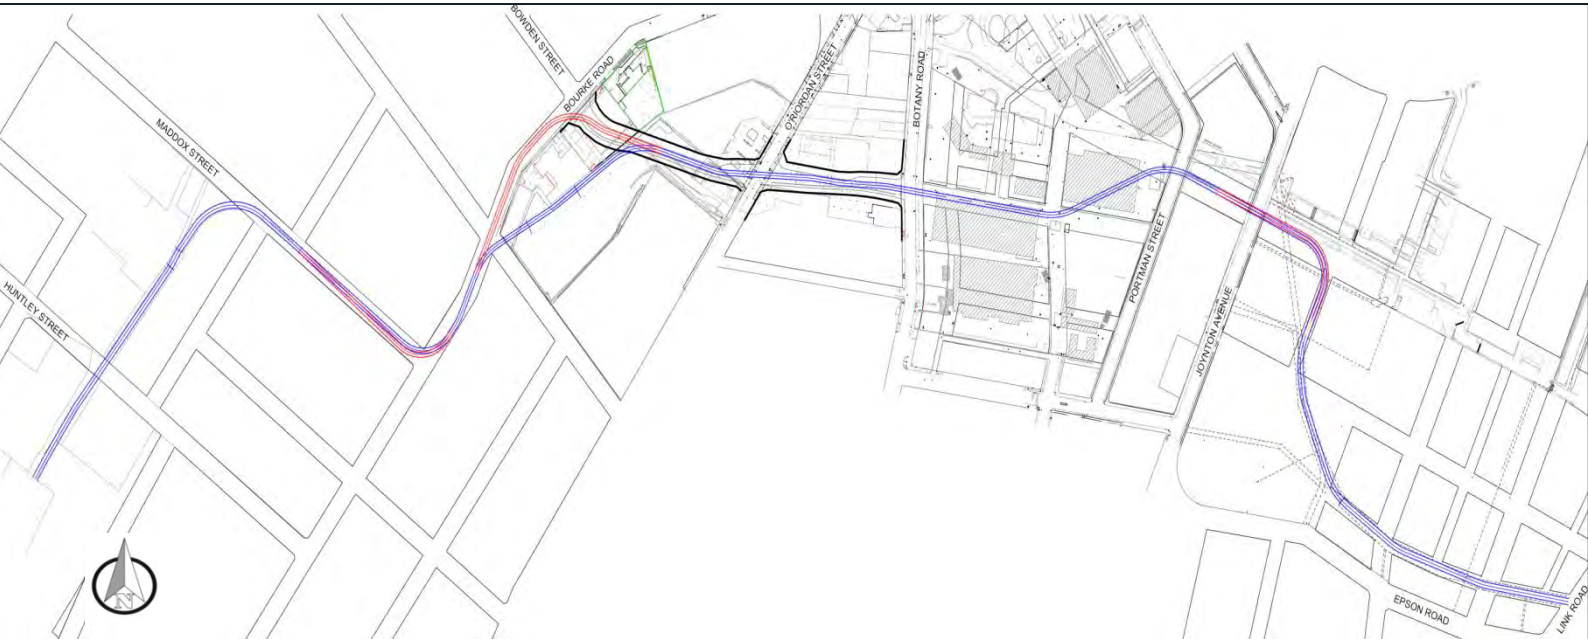 BOWDEN STREET
BOURKE ROAD
O'RIORDAN STREET
BOTANY ROAD
MADDOX STREET
HUNTLEY STREET
PORTMAN STREET
JOYNTON AVENUE
EPSON ROAD
LINK ROAD
N